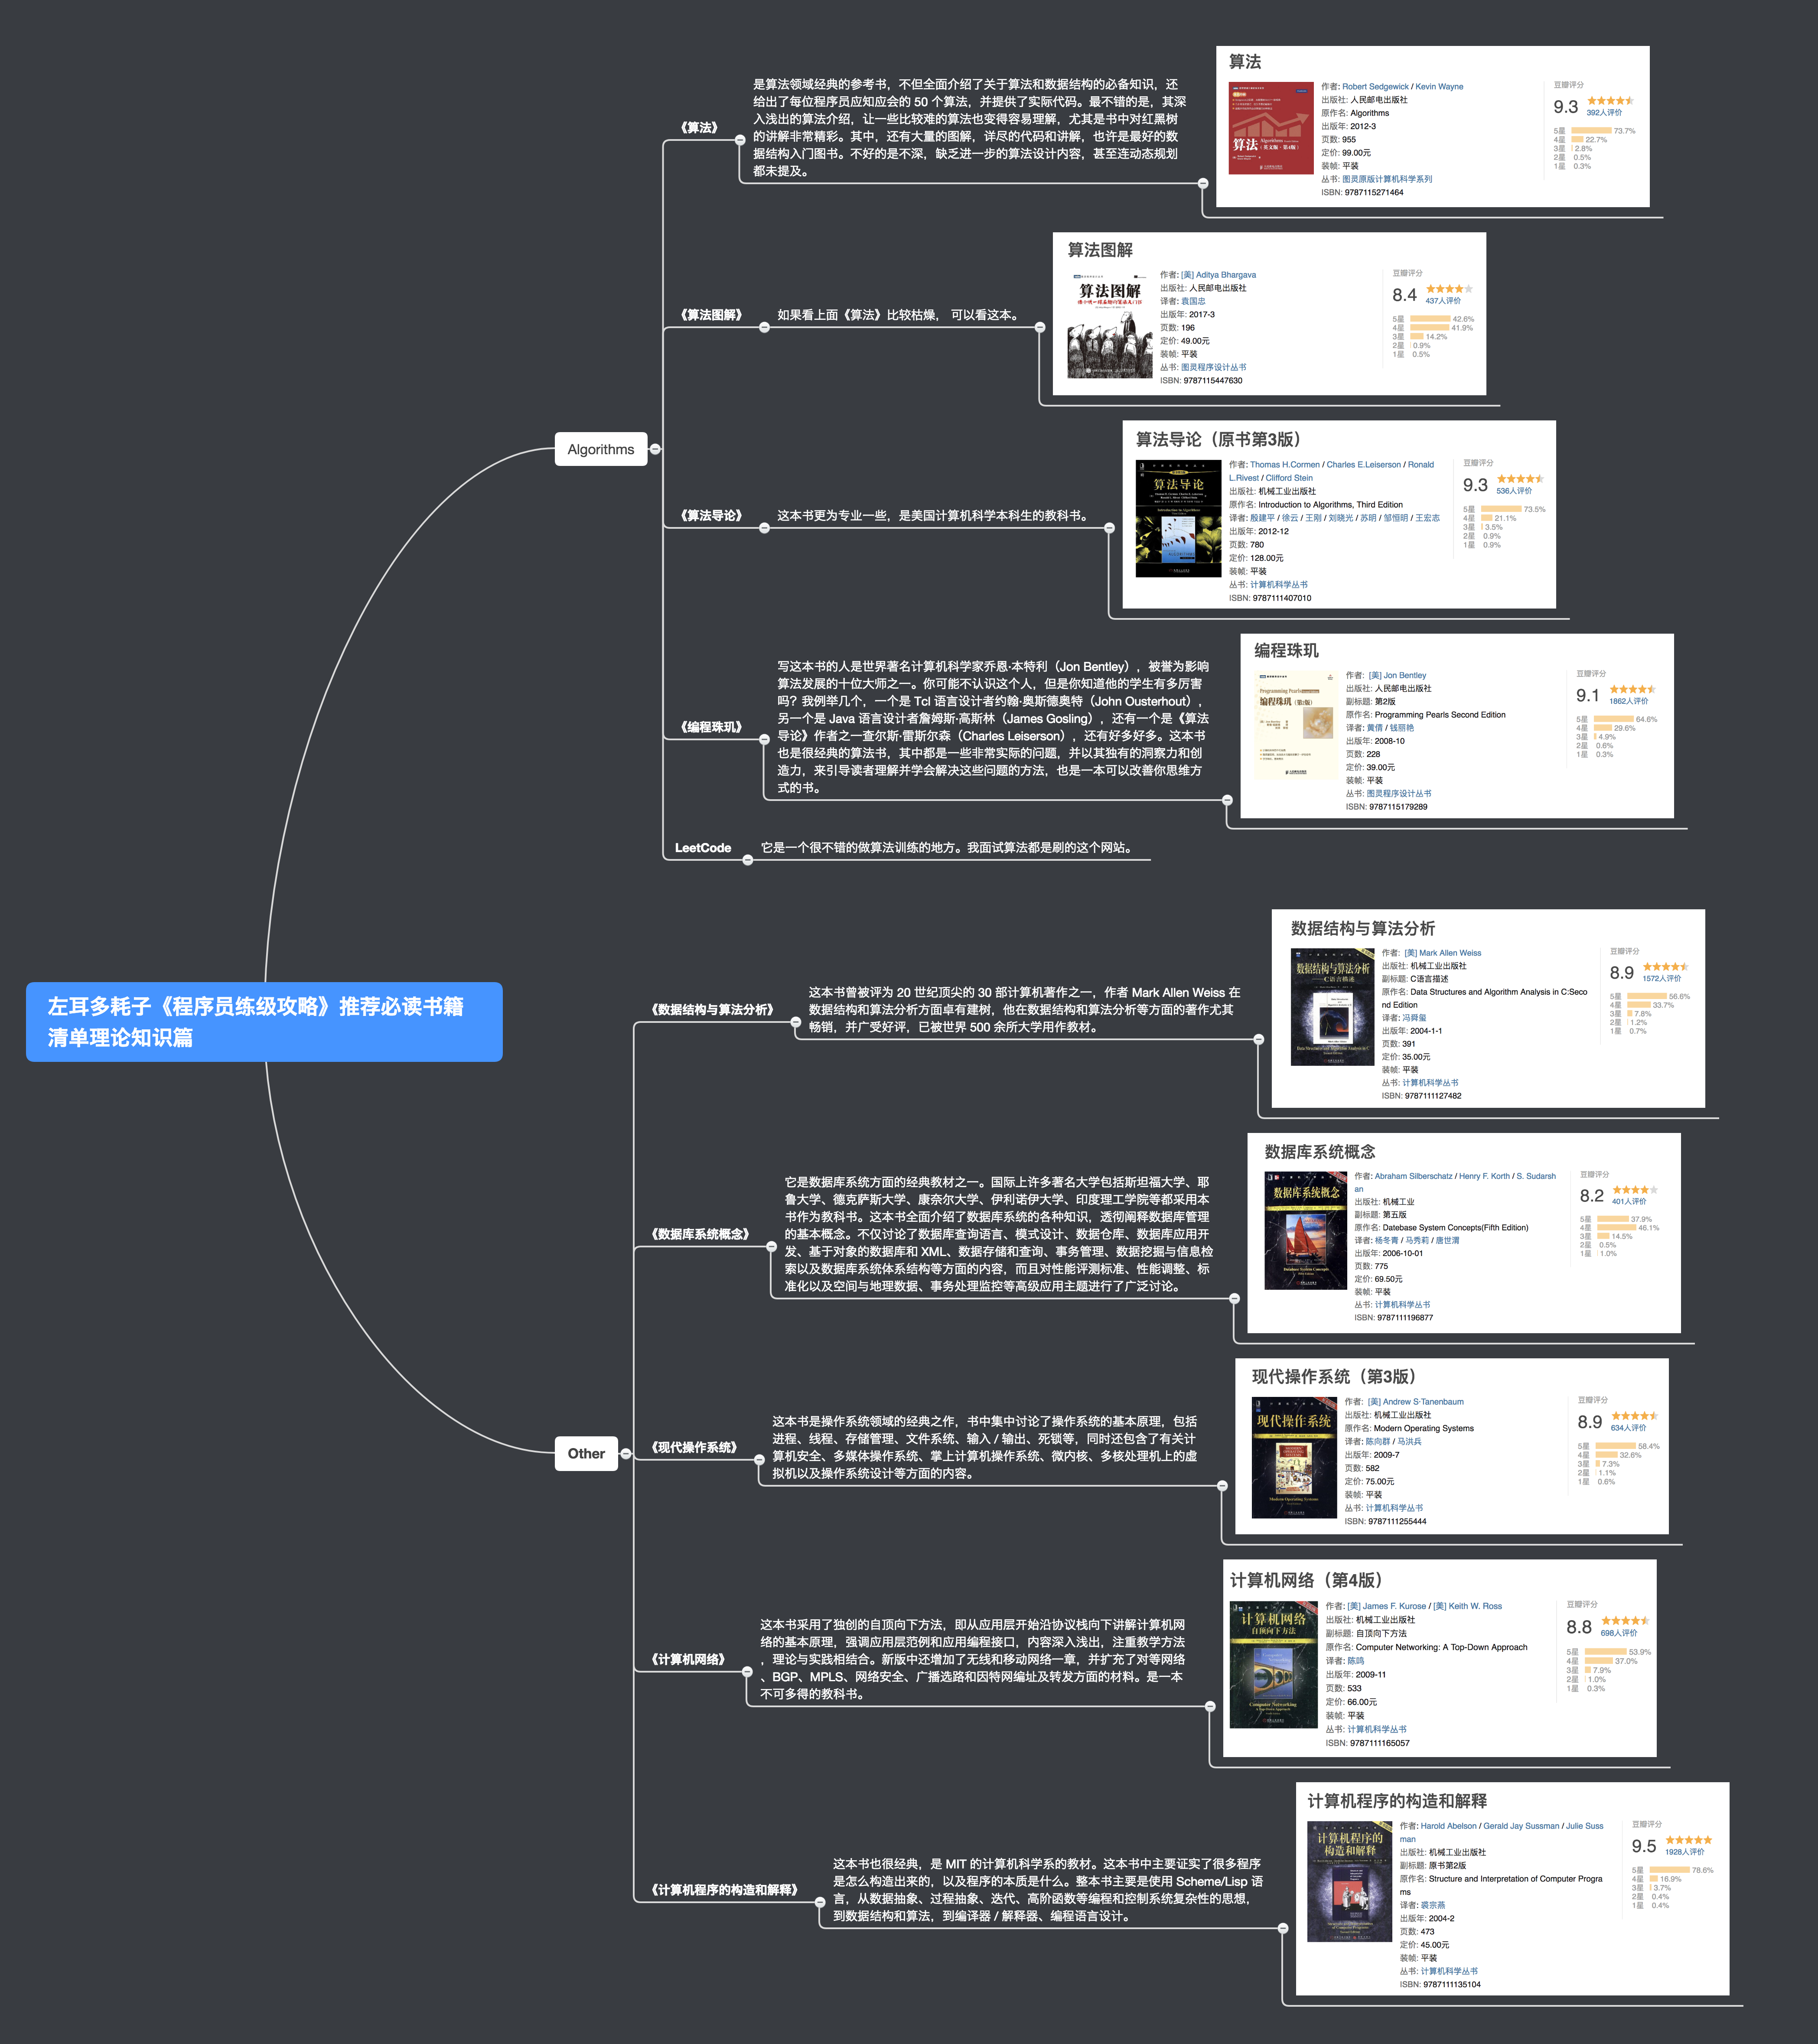 左耳多耗子《程序员练级攻略》推荐必读书籍
清单理论知识篇
Algorithms
《算法》
是算法领域经典的参考书，不但全面介绍了关于算法和数据结构的必备知识，还
给出了每位程序员应知应会的 50 个算法，并提供了实际代码。最不错的是，其深
入浅出的算法介绍，让一些比较难的算法也变得容易理解，尤其是书中对红黑树
的讲解非常精彩。其中，还有大量的图解，详尽的代码和讲解，也许是最好的数
据结构入门图书。不好的是不深，缺乏进一步的算法设计内容，甚至连动态规划
都未提及。
算法
作者: Robert Sedgewick / Kevin Wayne
出版社: 人民邮电出版社
原作名: Algorithms
出版年: 2012-3
页数: 955
定价: 99.00元
装帧: 平装
丛书: 图灵原版计算机科学系列
ISBN: 9787115271464
豆瓣评分
9.3
392人评价
5星 73.7%
4星 22.7%
3星 2.8%
2星 0.5%
1星 0.3%
《算法图解》
如果看上面《算法》比较枯燥， 可以看这本。
算法图解
算法图解
作者: [美] Aditya Bhargava
出版社: 人民邮电出版社
译者: 袁国忠
出版年: 2017-3
页数: 196
定价: 49.00元
装帧: 平装
丛书: 图灵程序设计丛书
ISBN: 9787115447630
豆瓣评分
8.4
437人评价
5星 42.6%
4星 41.9%
3星 14.2%
2星 0.9%
1星 0.5%
《算法导论》
这本书更为专业一些，是美国计算机科学本科生的教科书。
算法导论（原书第3版）
算法导论
作者: Thomas H.Cormen / Charles E.Leiserson / Ronald
L.Rivest / Clifford Stein
出版社: 机械工业出版社
原作名: Introduction to Algorithms, Third Edition
译者: 殷建平 / 徐云 / 王刚 / 刘晓光 / 苏明 / 邹恒明 / 王宏志
出版年: 2012-12
页数: 780
定价: 128.00元
装帧: 平装
丛书: 计算机科学丛书
ISBN: 9787111407010
豆瓣评分
9.3
536人评价
5星 73.5%
4星 21.1%
3星 3.5%
2星 0.9%
1星 0.9%
《编程珠玑》
写这本书的人是世界著名计算机科学家乔恩·本特利（Jon Bentley），被誉为影响
算法发展的十位大师之一。你可能不认识这个人，但是你知道他的学生有多厉害
吗？我例举几个，一个是 Tcl 语言设计者约翰·奥斯德奥特（John Ousterhout），
另一个是 Java 语言设计者詹姆斯·高斯林（James Gosling），还有一个是《算法
导论》作者之一查尔斯·雷斯尔森（Charles Leiserson），还有好多好多。这本书
也是很经典的算法书，其中都是一些非常实际的问题，并以其独有的洞察力和创
造力，来引导读者理解并学会解决这些问题的方法，也是一本可以改善你思维方
式的书。
编程珠玑
Programming Pearls
编程珠玑（第2版）
作者: [美] Jon Bentley
出版社: 人民邮电出版社
副标题: 第2版
原作名: Programming Pearls Second Edition
译者: 黄倩 / 钱丽艳
出版年: 2008-10
页数: 228
定价: 39.00元
装帧: 平装
丛书: 图灵程序设计丛书
ISBN: 9787115179289
豆瓣评分
9.1
1862人评价
5星 64.6%
4星 29.6%
3星 4.9%
2星 0.6%
1星 0.3%
LeetCode
它是一个很不错的做算法训练的地方。我面试算法都是刷的这个网站。
Other
《数据结构与算法分析》
这本书曾被评为 20 世纪顶尖的 30 部计算机著作之一，作者 Mark Allen Weiss 在
数据结构和算法分析方面卓有建树，他在数据结构和算法分析等方面的著作尤其
畅销，并广受好评，已被世界 500 余所大学用作教材。
数据结构与算法分析
数据结构与算法分析
——C语言描述
作者: [美] Mark Allen Weiss
出版社: 机械工业出版社
副标题: C语言描述
原作名: Data Structures and Algorithm Analysis in C:Seco
nd Edition
译者: 冯舜玺
出版年: 2004-1-1
页数: 391
定价: 35.00元
装帧: 平装
丛书: 计算机科学丛书
ISBN: 9787111127482
豆瓣评分
8.9
1572人评价
5星 56.6%
4星 33.7%
3星 7.8%
2星 1.2%
1星 0.7%
《数据库系统概念》
它是数据库系统方面的经典教材之一。国际上许多著名大学包括斯坦福大学、耶
鲁大学、德克萨斯大学、康奈尔大学、伊利诺伊大学、印度理工学院等都采用本
书作为教科书。这本书全面介绍了数据库系统的各种知识，透彻阐释数据库管理
的基本概念。不仅讨论了数据库查询语言、模式设计、数据仓库、数据库应用开
发、基于对象的数据库和 XML、数据存储和查询、事务管理、数据挖掘与信息检
索以及数据库系统体系结构等方面的内容，而且对性能评测标准、性能调整、标
准化以及空间与地理数据、事务处理监控等高级应用主题进行了广泛讨论。
数据库系统概念
数据库系统概念
作者: Abraham Silberschatz / Henry F. Korth / S. Sudarsh
an
出版社: 机械工业
副标题: 第五版
原作名: Datebase System Concepts(Fifth Edition)
译者: 杨冬青 / 马秀莉 / 唐世渭
出版年: 2006-10-01
页数: 775
定价: 69.50元
装帧: 平装
丛书: 计算机科学丛书
ISBN: 9787111196877
豆瓣评分
8.2
401人评价
5星 37.9%
4星 46.1%
3星 14.5%
2星 0.5%
1星 1.0%
《现代操作系统》
这本书是操作系统领域的经典之作，书中集中讨论了操作系统的基本原理，包括
进程、线程、存储管理、文件系统、输入 / 输出、死锁等，同时还包含了有关计
算机安全、多媒体操作系统、掌上计算机操作系统、微内核、多核处理机上的虚
拟机以及操作系统设计等方面的内容。
现代操作系统（第3版）
现代操作系统
Modern Operating Systems
作者: [美] Andrew S·Tanenbaum
出版社: 机械工业出版社
原作名: Modern Operating Systems
译者: 陈向群 / 马洪兵
出版年: 2009-7
页数: 582
定价: 75.00元
装帧: 平装
丛书: 计算机科学丛书
ISBN: 9787111255444
豆瓣评分
8.9
634人评价
5星 58.4%
4星 32.6%
3星 7.3%
2星 1.1%
1星 0.6%
《计算机网络》
这本书采用了独创的自顶向下方法，即从应用层开始沿协议栈向下讲解计算机网
络的基本原理，强调应用层范例和应用编程接口，内容深入浅出，注重教学方法
，理论与实践相结合。新版中还增加了无线和移动网络一章，并扩充了对等网络
、BGP、MPLS、网络安全、广播选路和因特网编址及转发方面的材料。是一本
不可多得的教科书。
计算机网络（第4版）
计算机网络
自顶向下方法
Computer Networking
作者: [美] James F. Kurose / [美] Keith W. Ross
出版社: 机械工业出版社
副标题: 自顶向下方法
原作名: Computer Networking: A Top-Down Approach
译者: 陈鸣
出版年: 2009-11
页数: 533
定价: 66.00元
装帧: 平装
丛书: 计算机科学丛书
ISBN: 9787111165057
豆瓣评分
8.8
698人评价
5星 53.9%
4星 37.0%
3星 7.9%
2星 1.0%
1星 0.3%
《计算机程序的构造和解释》
这本书也很经典，是 MIT 的计算机科学系的教材。这本书中主要证实了很多程序
是怎么构造出来的，以及程序的本质是什么。整本书主要是使用 Scheme/Lisp 语
言，从数据抽象、过程抽象、迭代、高阶函数等编程和控制系统复杂性的思想，
到数据结构和算法，到编译器 / 解释器、编程语言设计。
计算机程序的构造和解释
计算机程序的
构造和解释
作者: Harold Abelson / Gerald Jay Sussman / Julie Suss
man
出版社: 机械工业出版社
副标题: 原书第2版
原作名: Structure and Interpretation of Computer Progra
ms
译者: 裘宗燕
出版年: 2004-2
页数: 473
定价: 45.00元
装帧: 平装
丛书: 计算机科学丛书
ISBN: 9787111135104
豆瓣评分
9.5
1928人评价
5星 78.6%
4星 16.9%
3星 3.7%
2星 0.4%
1星 0.4%